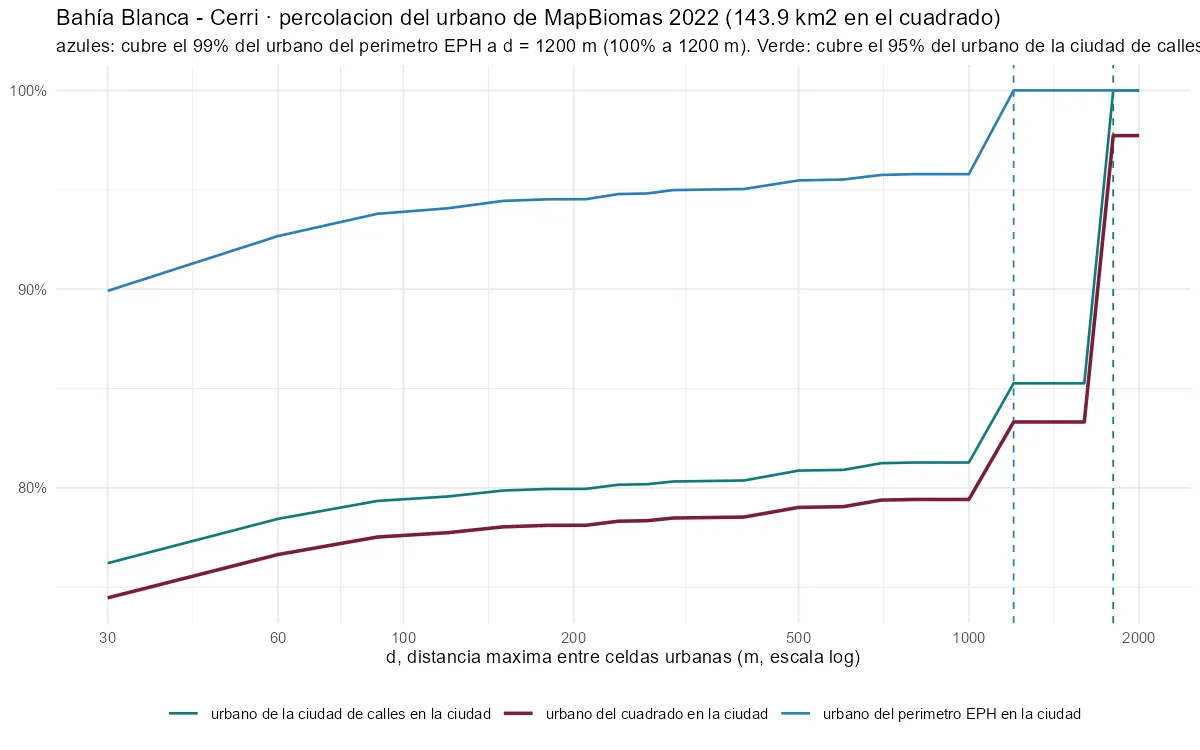 Bahía Blanca - Cerri · percolacion del urbano de MapBiomas 2022 (143.9 km2 en el cuadrado)
azules: cubre el 99% del urbano del perimetro EPH a d = 1200 m (100% a 1200 m). Verde: cubre el 95% del urbano de la ciudad de calles
100%
90%
80%
30 60 100 200 500 1000 2000
d, distancia maxima entre celdas urbanas (m, escala log)
urbano de la ciudad de calles en la ciudad urbano del cuadrado en la ciudad urbano del perimetro EPH en la ciudad